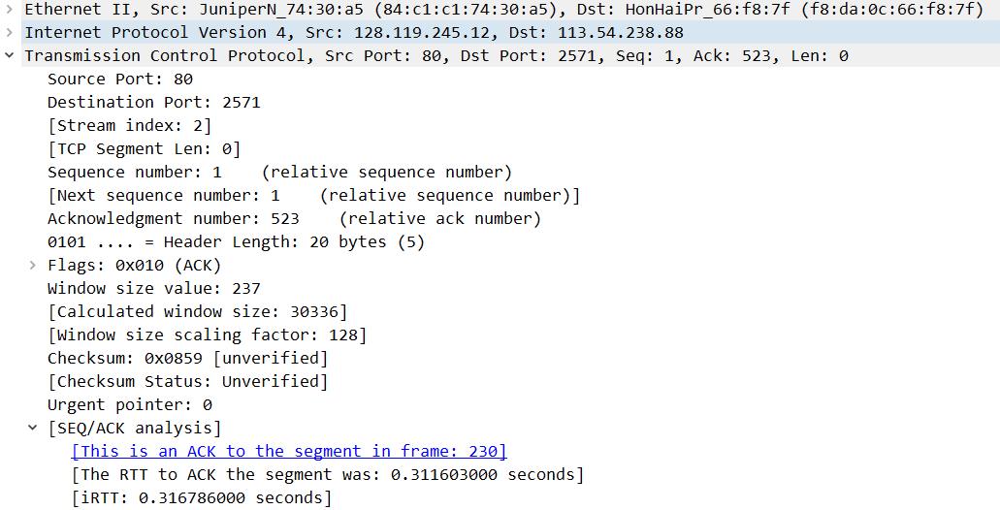 Ethernet II, Src: JuniperN_74:30:a5 (84:c1:c1:74:30:a5), Dst: HonHaiPr_66:f8:7f (f8:da:0c:66:f8:7f)
Internet Protocol Version 4, Src: 128.119.245.12, Dst: 113.54.238.88
Transmission Control Protocol, Src Port: 80, Dst Port: 2571, Seq: 1, Ack: 523, Len: 0
Source Port: 80
Destination Port: 2571
[Stream index: 2]
[TCP Segment Len: 0]
Sequence number: 1    (relative sequence number)
[Next sequence number: 1    (relative sequence number)]
Acknowledgment number: 523    (relative ack number)
0101 .... = Header Length: 20 bytes (5)
Flags: 0x010 (ACK)
Window size value: 237
[Calculated window size: 30336]
[Window size scaling factor: 128]
Checksum: 0x0859 [unverified]
[Checksum Status: Unverified]
Urgent pointer: 0
[SEQ/ACK analysis]
[This is an ACK to the segment in frame: 230]
[The RTT to ACK the segment was: 0.311603000 seconds]
[iRTT: 0.316786000 seconds]